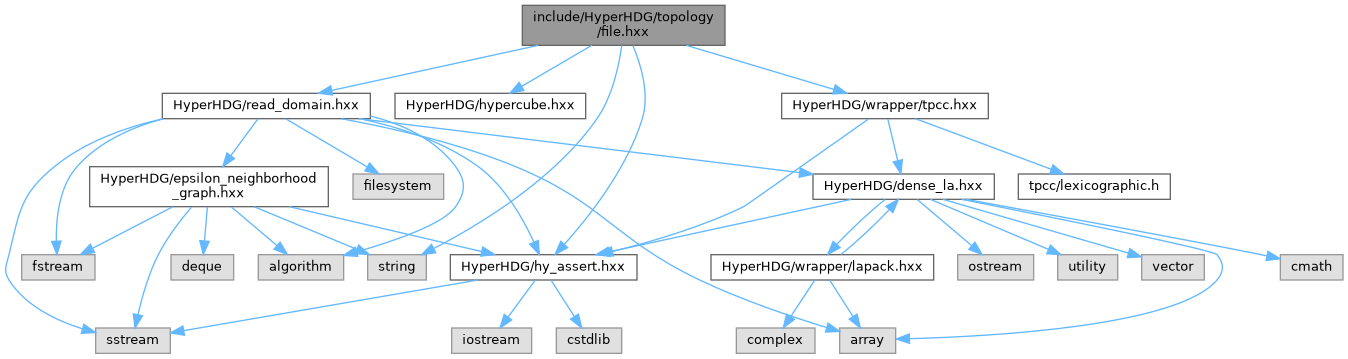 include/HyperHDG/topology
/file.hxx
HyperHDG/read_domain.hxx
HyperHDG/hypercube.hxx
HyperHDG/wrapper/tpcc.hxx
HyperHDG/epsilon_neighborhood
_graph.hxx
filesystem
HyperHDG/dense_la.hxx
tpcc/lexicographic.h
fstream
deque
algorithm
string
HyperHDG/hy_assert.hxx
HyperHDG/wrapper/lapack.hxx
ostream
utility
vector
cmath
sstream
iostream
cstdlib
complex
array